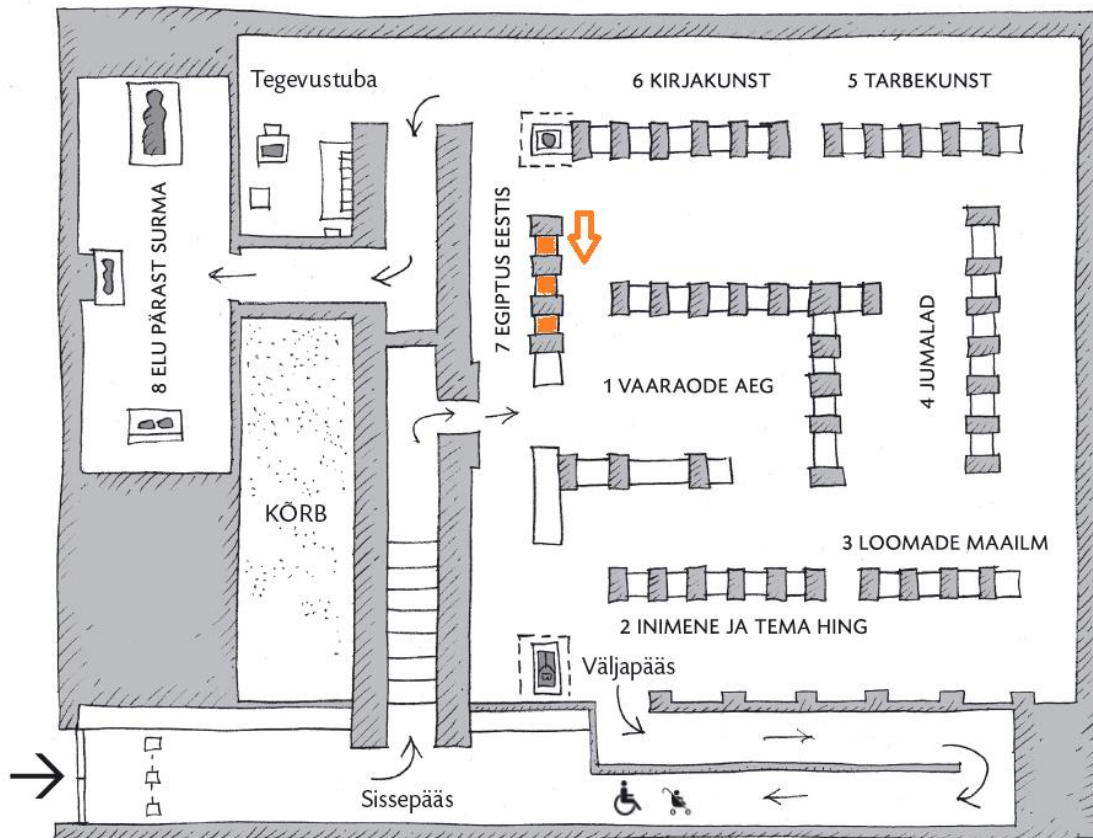 Tegevustuba
6 KIRJAKUNST
5 TARBEKUNST
8 ELU PÄRAST SURMA
7 EGIPTUS EESTIS
1 VAARAODE AEG
4 JUMALAD
KÕRB
3 LOOMADE MAAILM
2 INIMENE JA TEMA HING
Väljapääs
Sissepääs